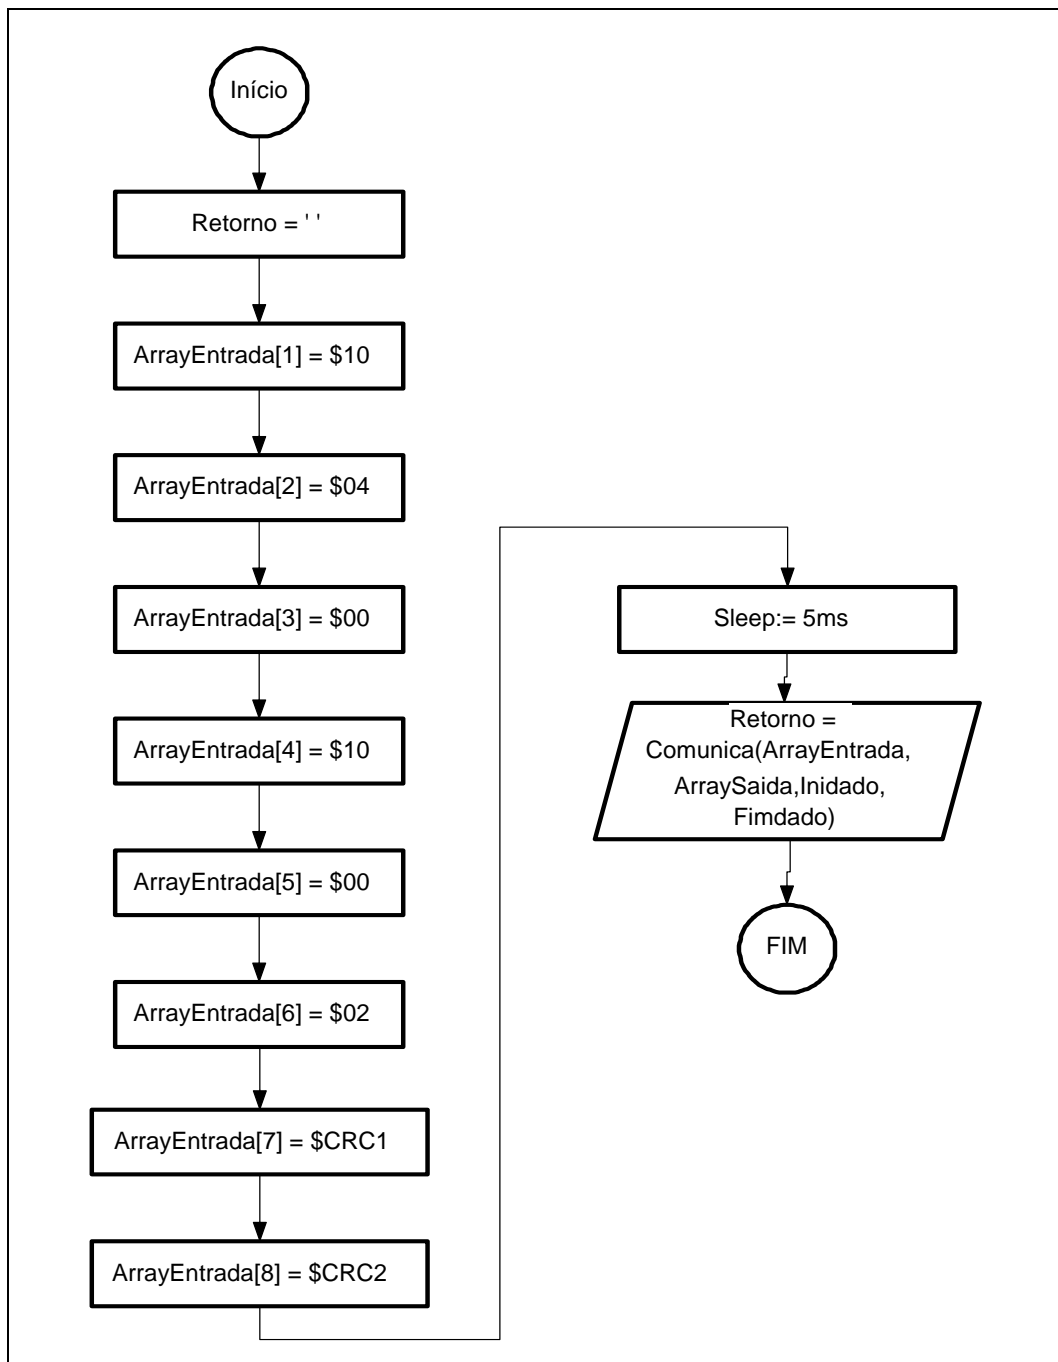 Início
Retorno = ' '
ArrayEntrada[1] = $10
ArrayEntrada[2] = $04
ArrayEntrada[3] = $00
ArrayEntrada[4] = $10
ArrayEntrada[5] = $00
ArrayEntrada[6] = $02
ArrayEntrada[7] = $CRC1
ArrayEntrada[8] = $CRC2
Sleep:= 5ms
Retorno =
Comunica(ArrayEntrada,
ArraySaida,Inidado,
Fimdado)
FIM